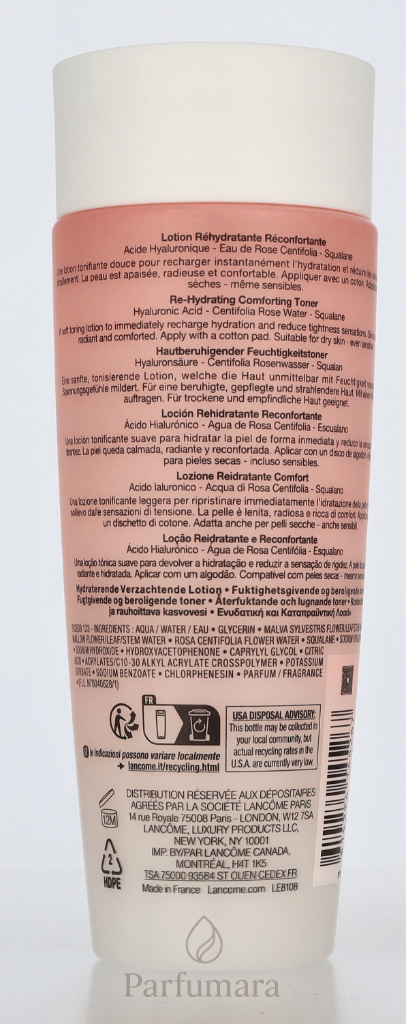 Lotion Réhydratante Réconfortante
Acide Hyaluronique - Eau de Rose Centifolia - Squalane
Une lotion tonifiante douce pour recharger instantanément l'hydratation et réduire les
tiraillement. La peau est apaisée, radieuse et confortable. Appliquer avec un coton.
sèches - même sensibles.
Re-Hydrating Comforting Toner
Hyaluronic Acid - Centifolia Rose Water - Squalane
A soft toning lotion to immediately recharge hydration and reduce tightness sensations.
radiant and comforted. Apply with a cotton pad. Suitable for dry skin - even sensitive
Hautberuhigender Feuchtigkeitstoner
Hyaluronsäure - Centifolia Rosenwasser - Squalan
Eine sanfte, tonisierende Lotion, welche die Haut unmittelbar mit Feuchtigkeit
Spannungsgefühle mildert. Für eine beruhigte, gepflegte und strahlendere Haut. Mit
auftragen. Für trockene und empfindliche Haut geeignet.
Loción Rehidratante Reconfortante
Ácido Hialurónico - Agua de Rosa Centifolia - Escualano
Una loción tonificante suave para hidratar la piel de forma inmediata y reducir la
tirantez. La piel queda calmada, radiante y reconfortada. Aplicar con un disco de algodón.
para pieles secas - incluso sensibles.
Lozione Reidratante Comfort
Acido Ialuronico - Acqua di Rosa Centifolia - Squalane
Una lozione tonificante leggera per ripristinare immediatamente l'idratazione della
sollievo dalle sensazioni di tensione. La pelle è lenita, radiosa e ricca di comfort.
un dischetto di cotone. Adatta anche per pelli secche - anche sensibili.
Loção Reidratante e Reconfortante
Ácido Hialurónico - Água de Rosa Centifólia - Esqualano
Uma loção tónica suave para devolver a hidratação e reduzir a sensação de rigidez. A pele
radiante e hidratada. Aplicar com um algodão. Compatível com peles secas - mesmo
Hydraterende Verzachtende Lotion • Fuktighetsgivende og beroligende
Fugtgivende og beroligende toner • Återfuktande och lugnande toner •
ja rauhoittava kasvovesi • Ενυδατική και Καταπραϋντική Λοσιόν
INGREDIENTS: AQUA / WATER / EAU • GLYCERIN • MALVA SYLVESTRIS FLOWER/LEAF/STEM
MALLOW FLOWER/LEAF/STEM WATER • ROSA CENTIFOLIA FLOWER WATER • SQUALANE •
• SODIUM HYDROXIDE • HYDROXYACETOPHENONE • CAPRYLYL GLYCOL • CITRIC
ACID • ACRYLATES/C10-30 ALKYL ACRYLATE CROSSPOLYMER • POTASSIUM
SORBATE • SODIUM BENZOATE • CHLORPHENESIN • PARFUM / FRAGRANCE
FR
USA DISPOSAL ADVISORY:
This bottle may be collected in
your local community, but
actual recycling rates in the
U.S.A. are currently very low.
le indicazioni possono variare localmente
→ lancome.it/recycling.html
DISTRIBUTION RÉSERVÉE AUX DÉPOSITAIRES
AGRÉÉS PAR LA SOCIÉTÉ LANCÔME PARIS
14 rue Royale 75008 Paris - LONDON, W12 7SA
LANCÔME, LUXURY PRODUCTS LLC,
NEW YORK, NY 10001
IMP. BY/PAR LANCÔME CANADA,
MONTRÉAL, H4T 1K5
TSA 75000 93584 ST OUEN CEDEX.FR
Made in France Lancome.com LE8108
12M
2
HDPE
Parfumara